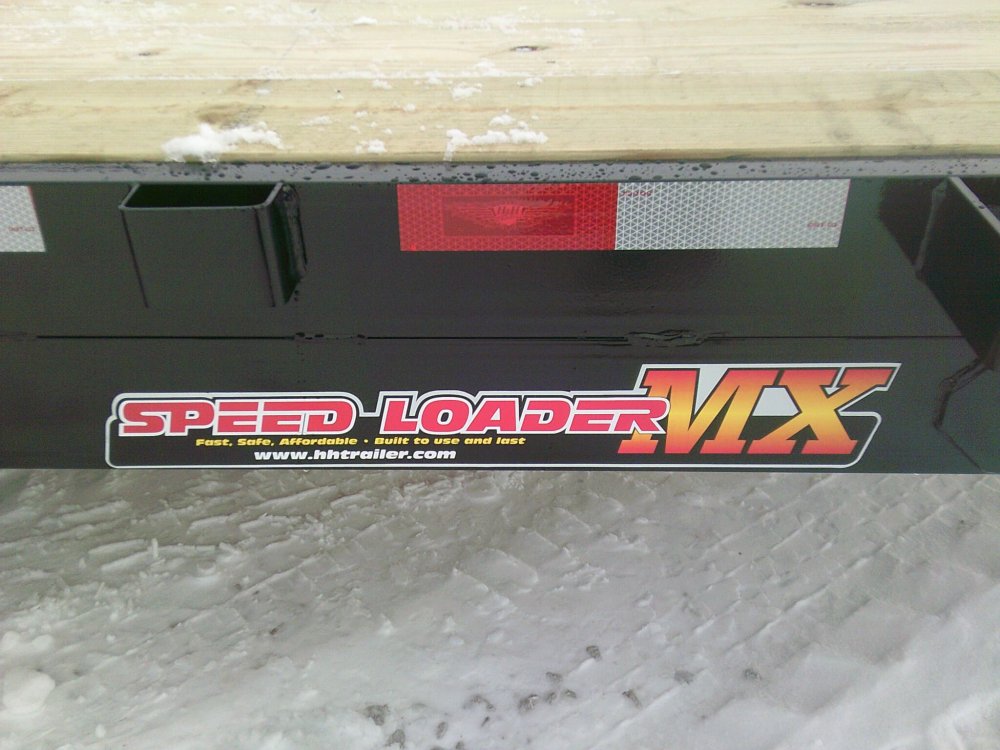 H&H
SPEED-LOADER MX
Fast, Safe, Affordable • Built to use and last
www.hhtrailer.com